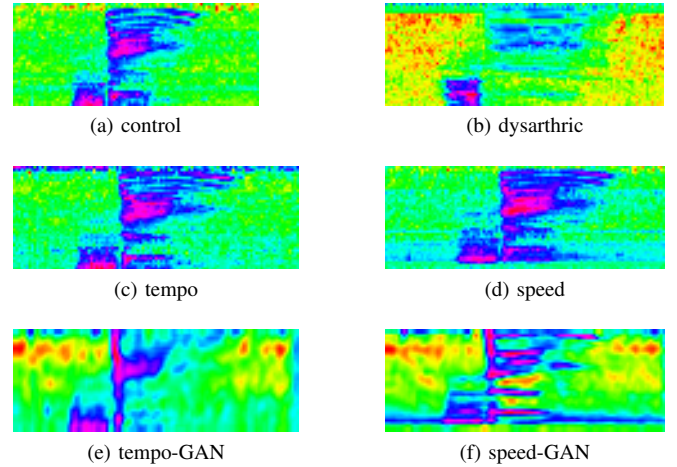 (a) control
(b) dysarthric
(c) tempo
(d) speed
(e) tempo-GAN
(f) speed-GAN